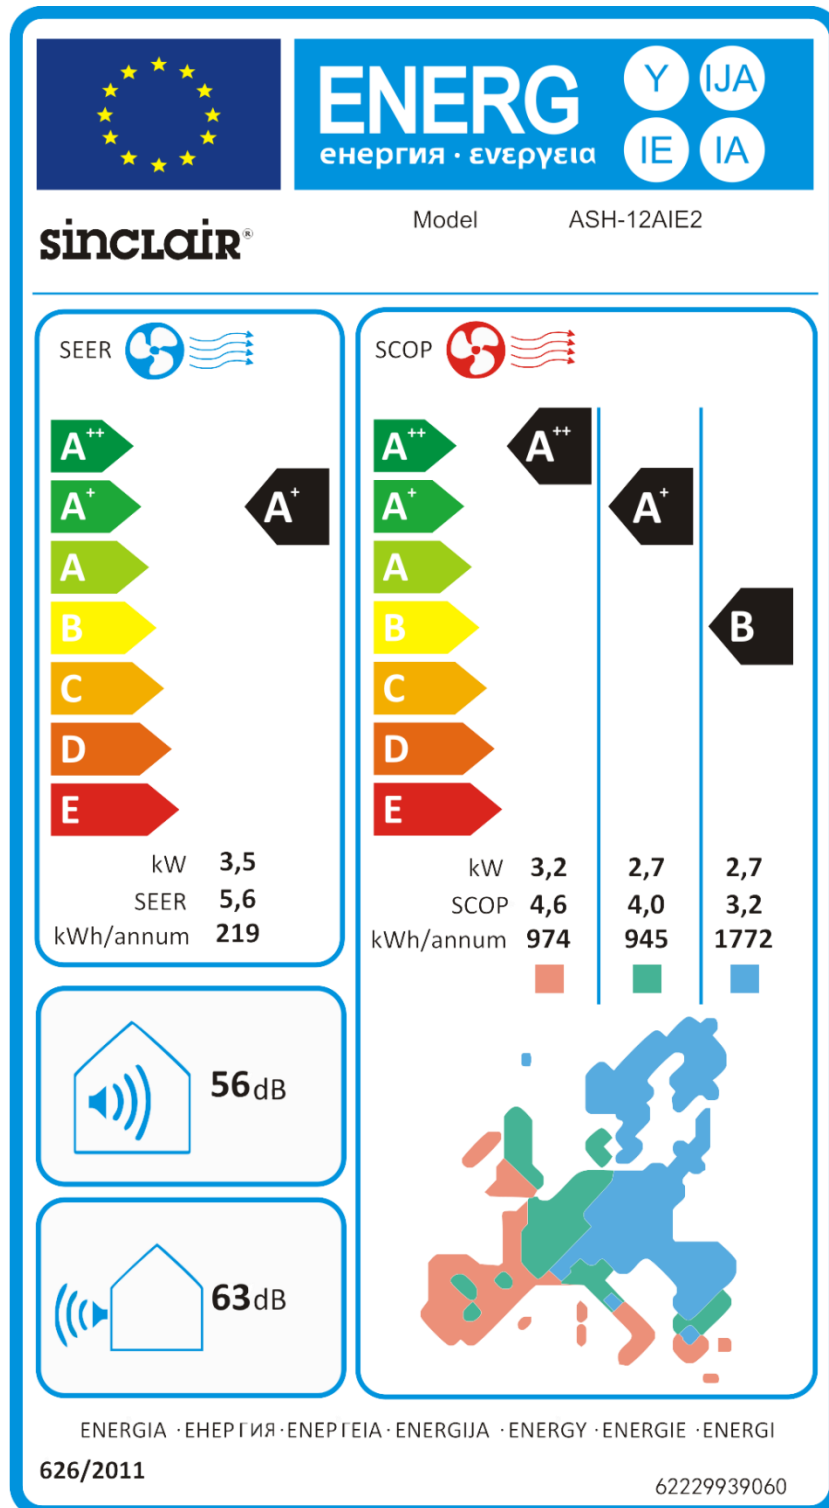 ENERG
енергия · ενεργεια
Y IJA
IE IA
sinclair®
Model ASH-12AIE2
SEER
A++
A+
A
B
C
D
E
A+
kW 3,5
SEER 5,6
kWh/annum 219
SCOP
A++
A+
A
B
C
D
E
A++
A+
B
kW 3,2 2,7 2,7
SCOP 4,6 4,0 3,2
kWh/annum 974 945 1772
56dB
63dB
ENERGIA · ЕНЕРГИЯ · ΕΝΕΡΓΕΙΑ · ENERGIJA · ENERGY · ENERGIE · ENERGI
626/2011
62229939060